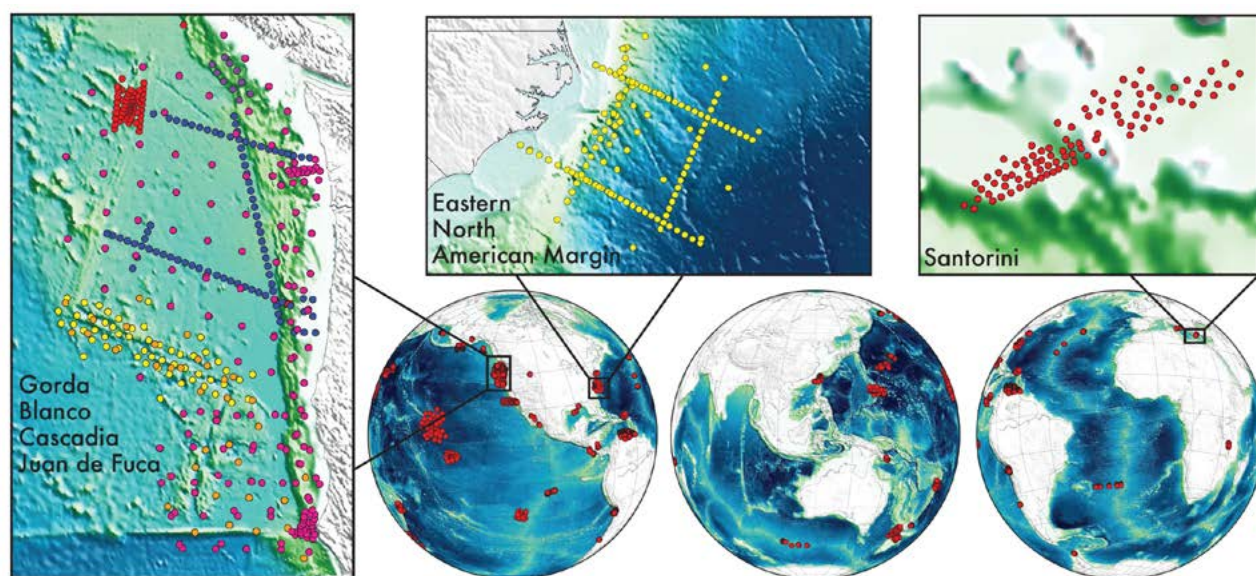 Gorda
Blanco
Cascadia
Juan de Fuca
Eastern
North
American Margin
Santorini